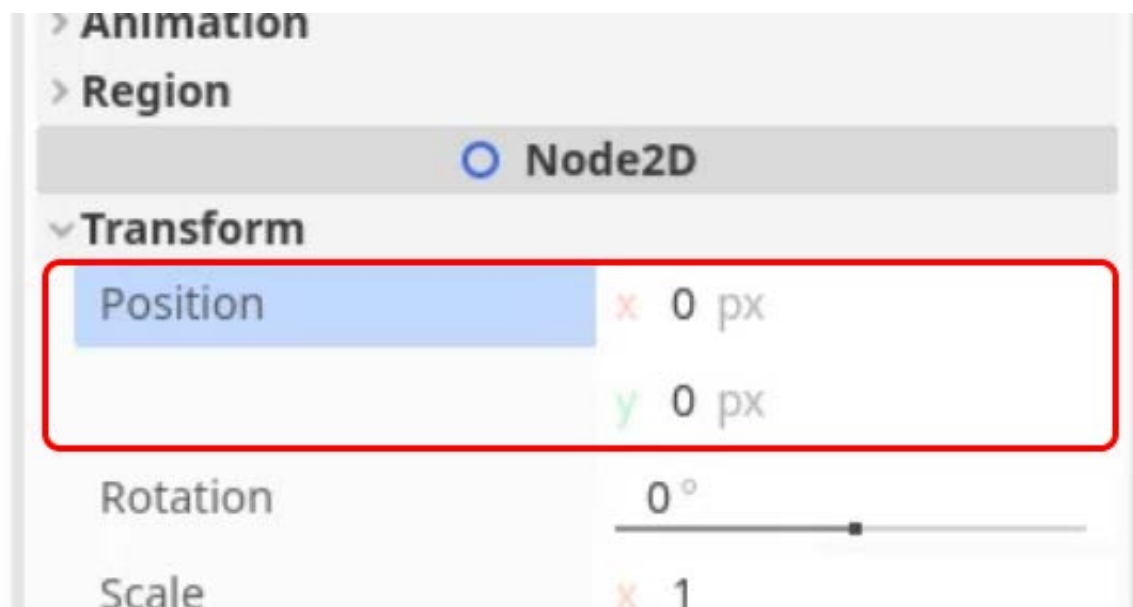 Animation
Region
Node2D
Transform
Position x 0 px
y 0 px
Rotation 0 °
Scale x 1